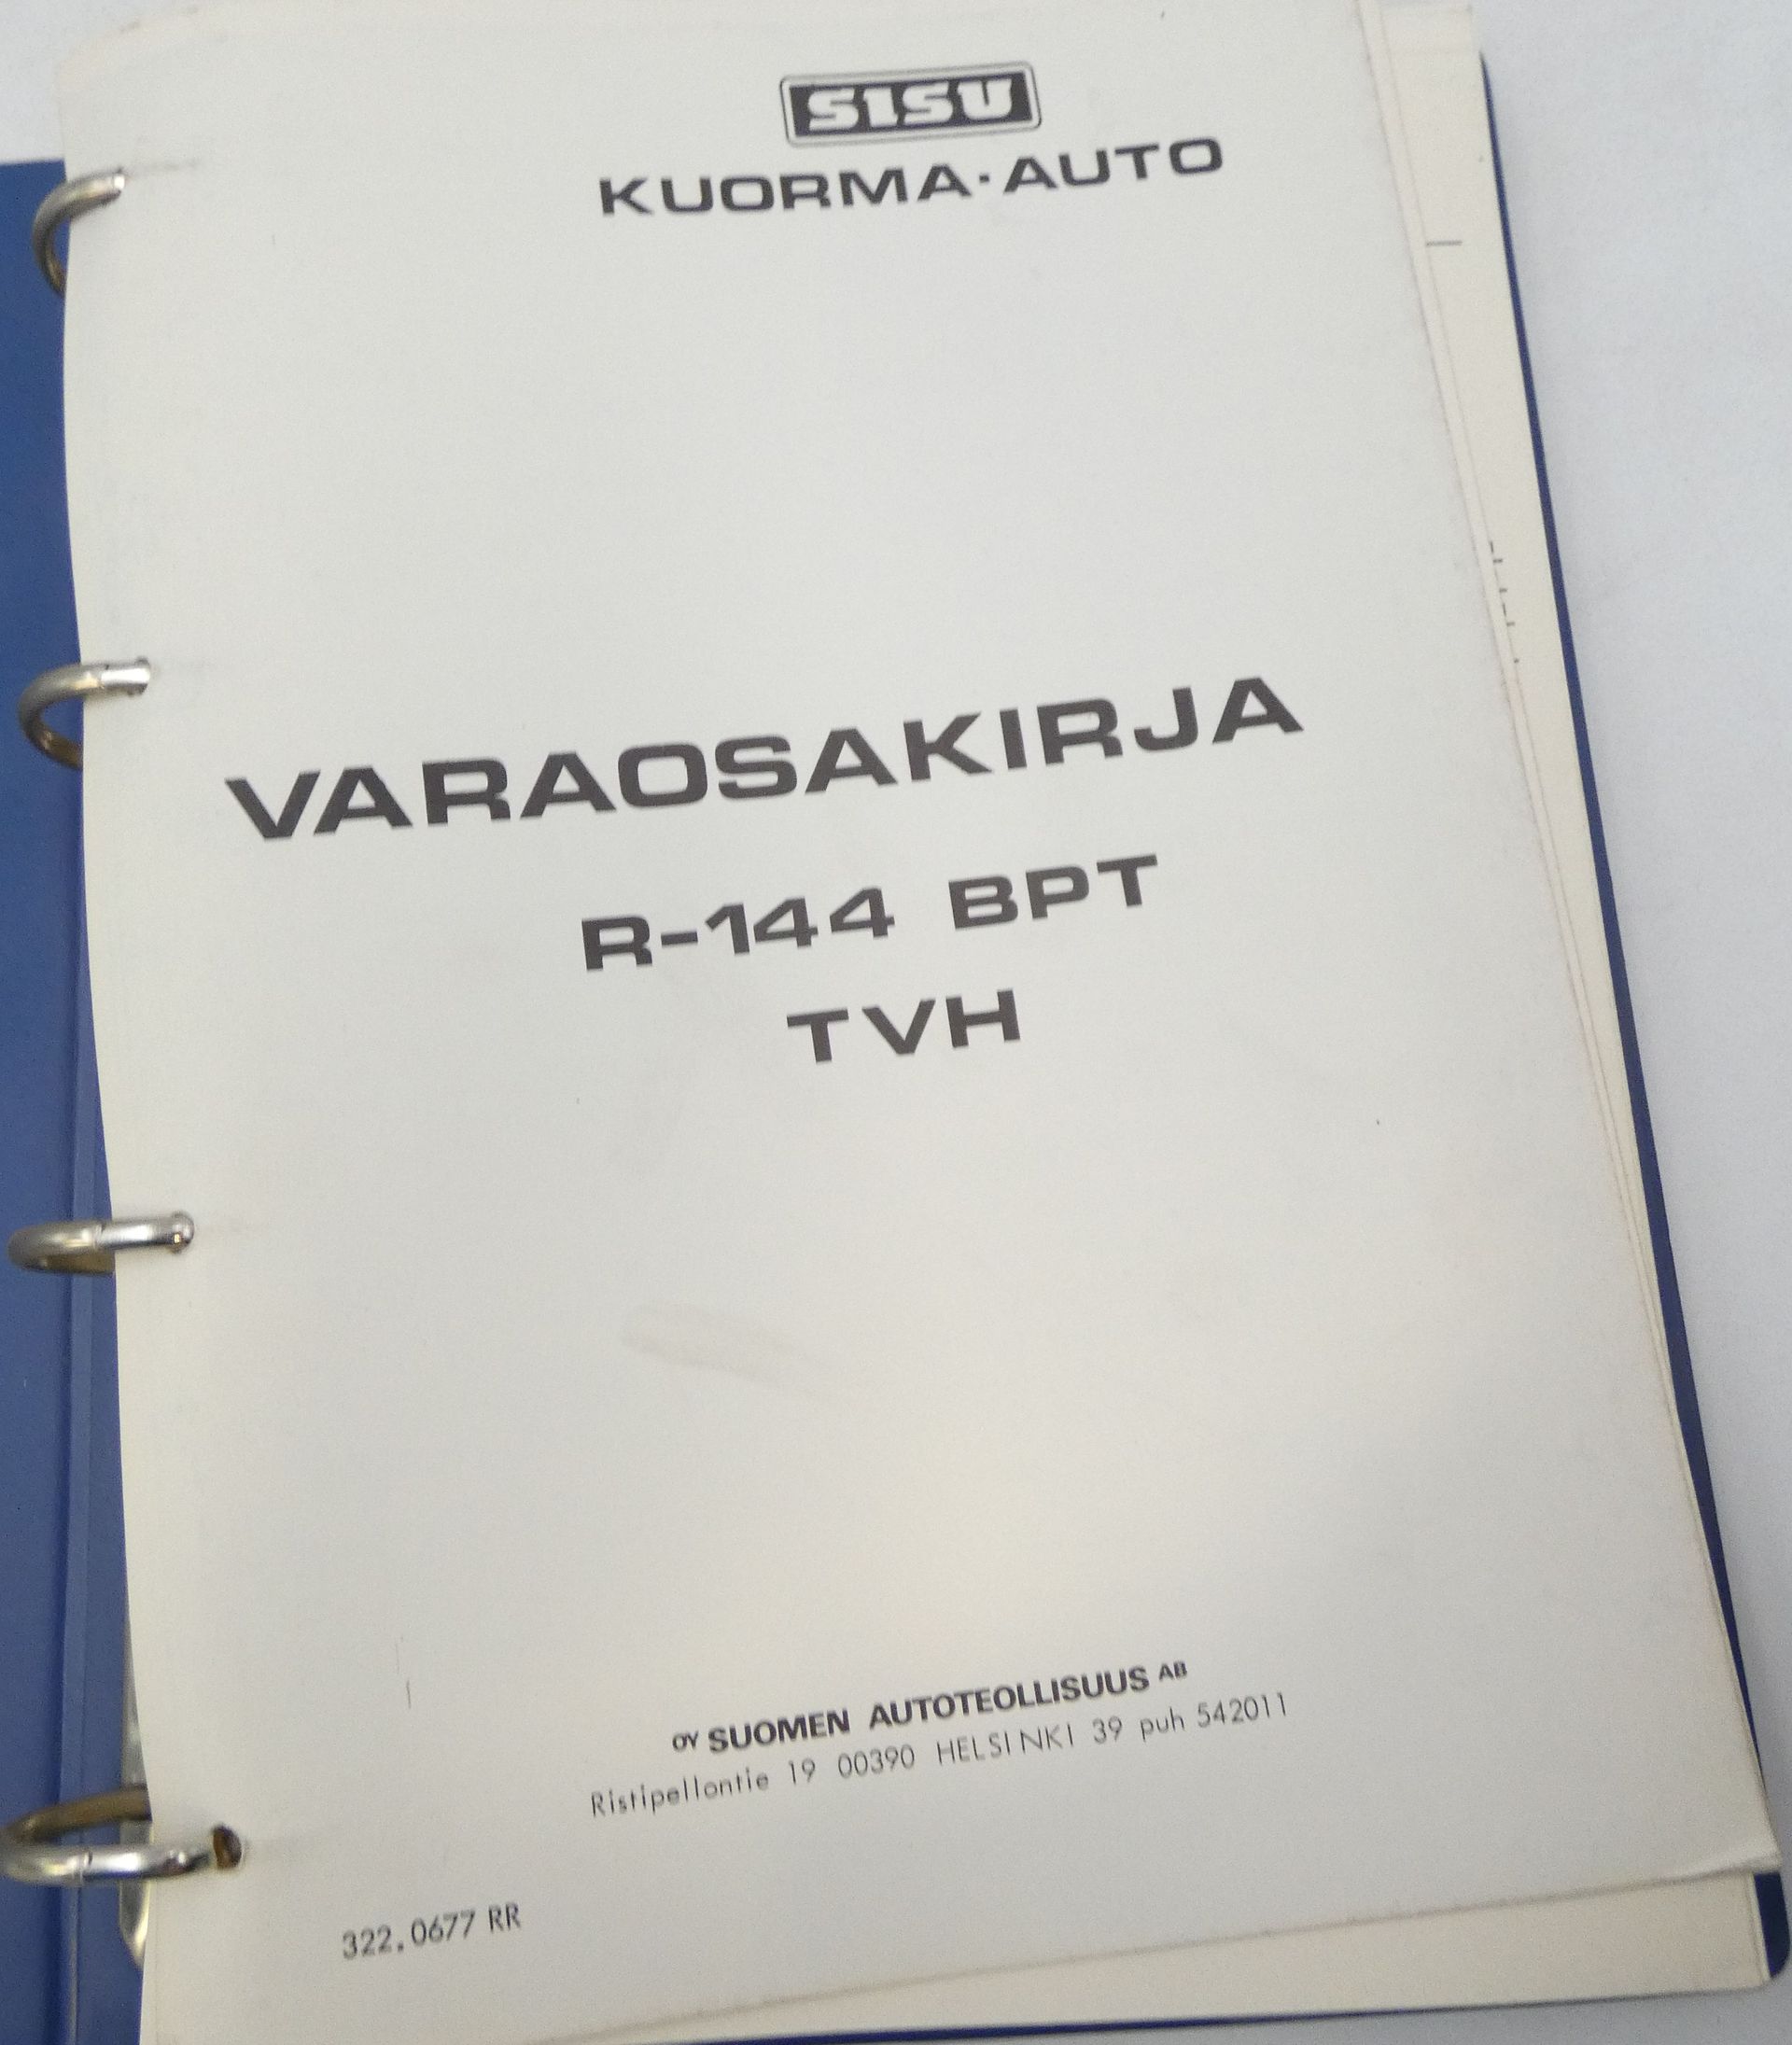 SISU
KUORMA-AUTO
VARAOSAKIRJA
R-144 BPT
TVH
OY SUOMEN AUTOTEOLLISUUS AB
Ristipellontie 19 00390 HELSINKI 39 puh 542011
322.0677 RR